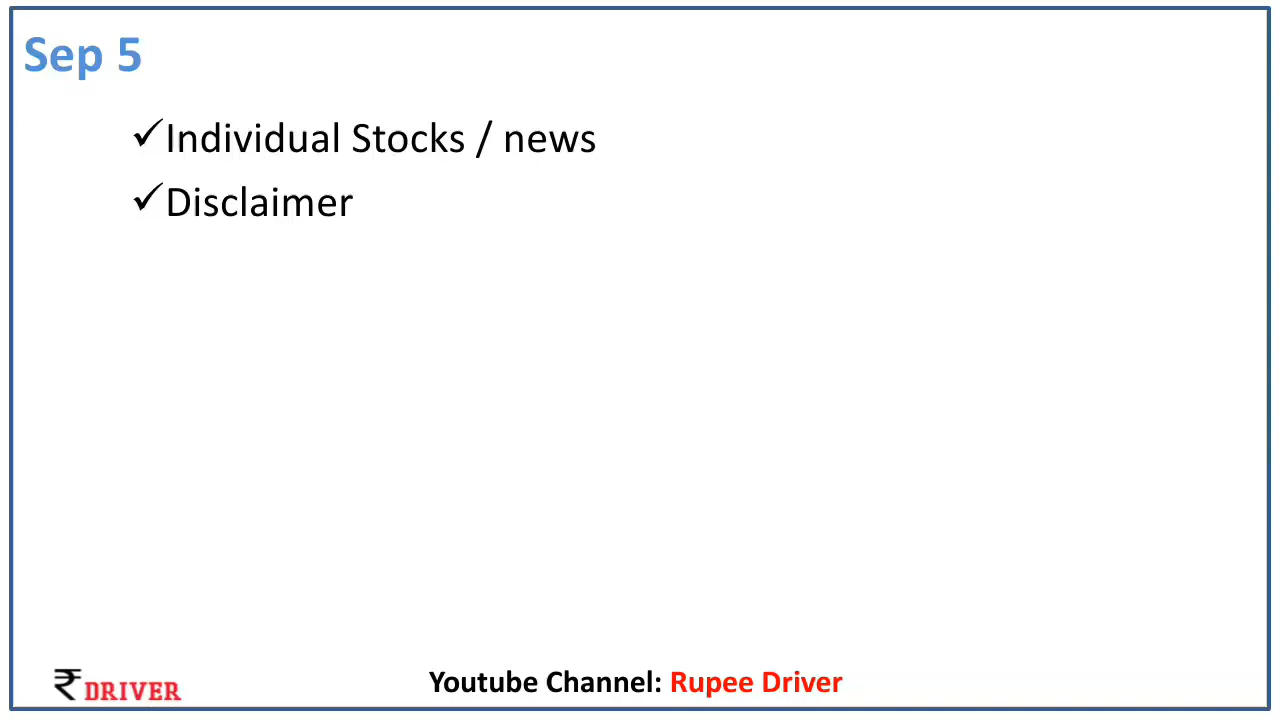 Sep 5
✓Individual Stocks / news
✓Disclaimer
₹ DRIVER
Youtube Channel: Rupee Driver